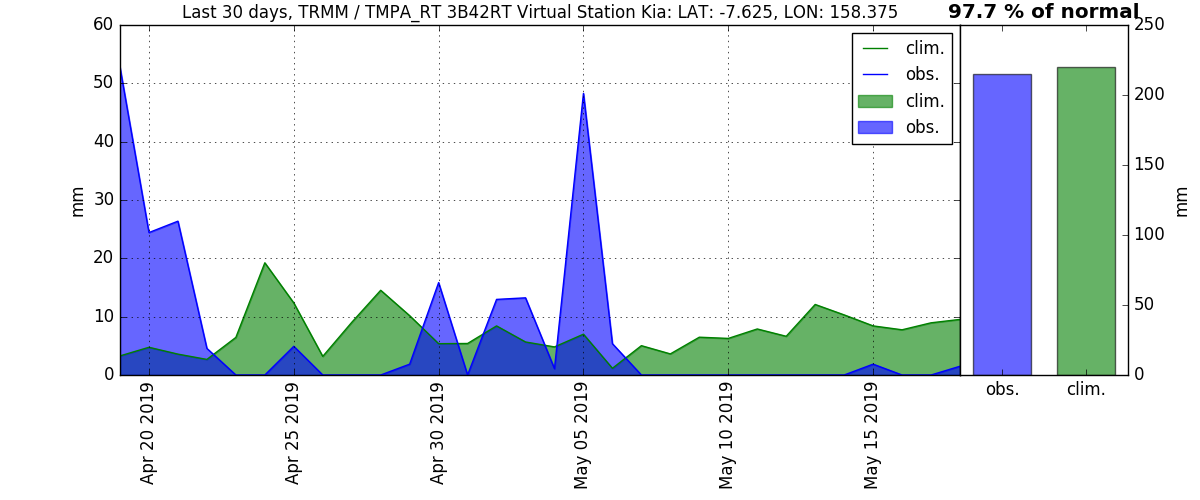 Last 30 days, TRMM / TMPA_RT 3B42RT Virtual Station Kia: LAT: -7.625, LON: 158.375
97.7 % of normal
clim.
obs.
clim.
obs.
60
50
40
30
20
10
0
mm
Apr 20 2019
Apr 25 2019
Apr 30 2019
May 05 2019
May 10 2019
May 15 2019
250
200
150
100
50
0
mm
obs.
clim.